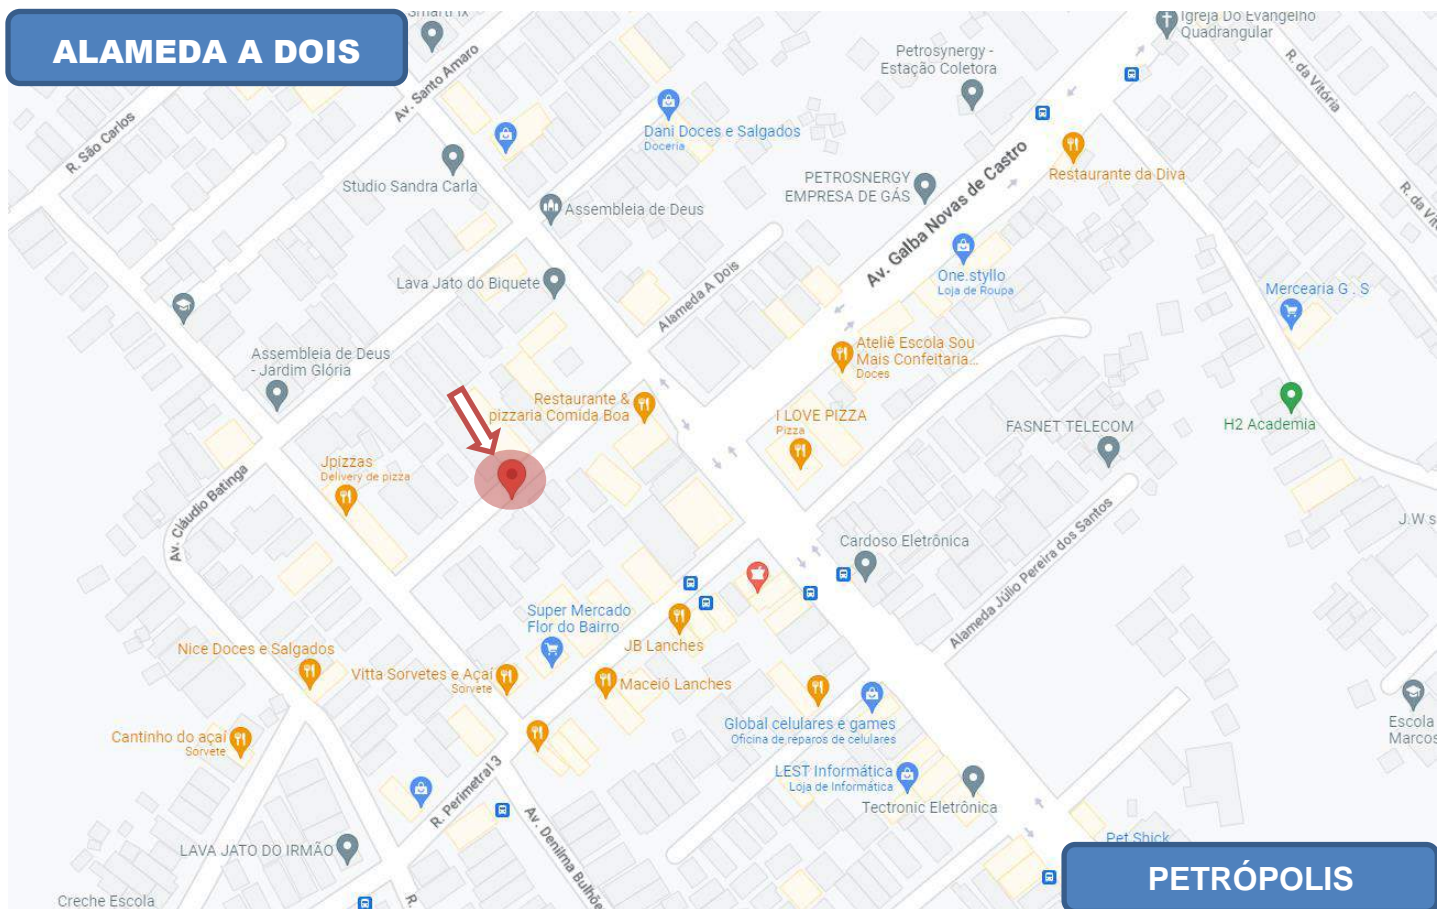 ALAMEDA A DOIS
Igreja Do Evangelho
Quadrangular
Av. Santo Amaro
Petrosynergy -
Estação Coletora
R. da Vitória
R. São Carlos
Dani Doces e Salgados
Doceria
Studio Sandra Carla
PETROSNERGY
EMPRESA DE GÁS
Av. Galba Novas de Castro
Restaurante da Diva
Assembleia de Deus
Lava Jato do Biquete
Alameda A Dois
One.styllo
Loja de Roupa
Mercearia G . S
Assembleia de Deus
- Jardim Glória
Ateliê Escola Sou
Mais Confeitaria...
Doces
Restaurante &
pizzaria Comida Boa
I LOVE PIZZA
Pizza
FASNET TELECOM
H2 Academia
Jpizzas
Delivery de pizza
Av. Cláudio Batinga
J.W s
Cardoso Eletrônica
Alameda Júlio Pereira dos Santos
Super Mercado
Flor do Bairro
JB Lanches
Nice Doces e Salgados
Vitta Sorvetes e Açaí
Sorvete
Maceió Lanches
Cantinho do açaí
Sorvete
Global celulares e games
Oficina de reparos de celulares
Escola
Marcos
LEST Informática
Loja de Informática
R. Perimetral 3
Tectronic Eletrônica
Av. Denilma Bulhõe
Pet Shick
LAVA JATO DO IRMÃO
PETRÓPOLIS
Creche Escola
R.